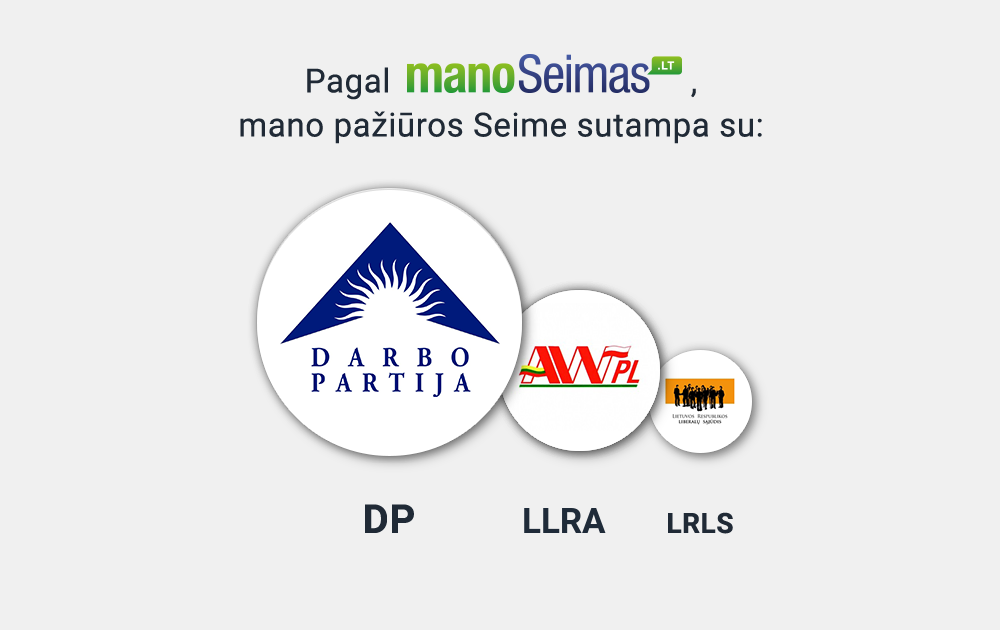 Pagal manoSeimas.LT ,
mano pažiūros Seime sutampa su:
DARBO
PARTIJA
AWPL
LIETUVOS RESPUBLIKOS
LIBERALŲ SĄJŪDIS
DP LLRA LRLS